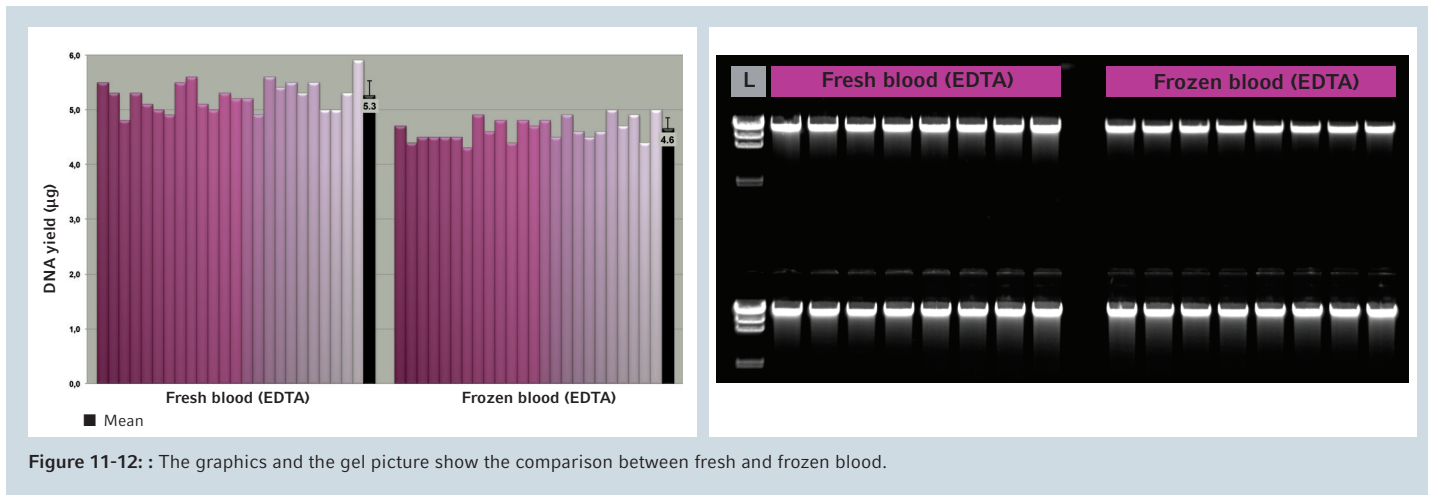 6,0
5,0
4,0
3,0
2,0
1,0
0,0
DNA yield (µg)
5.3
4.6
Fresh blood (EDTA)
Frozen blood (EDTA)
Mean
L
Fresh blood (EDTA)
Frozen blood (EDTA)
Figure 11-12: : The graphics and the gel picture show the comparison between fresh and frozen blood.